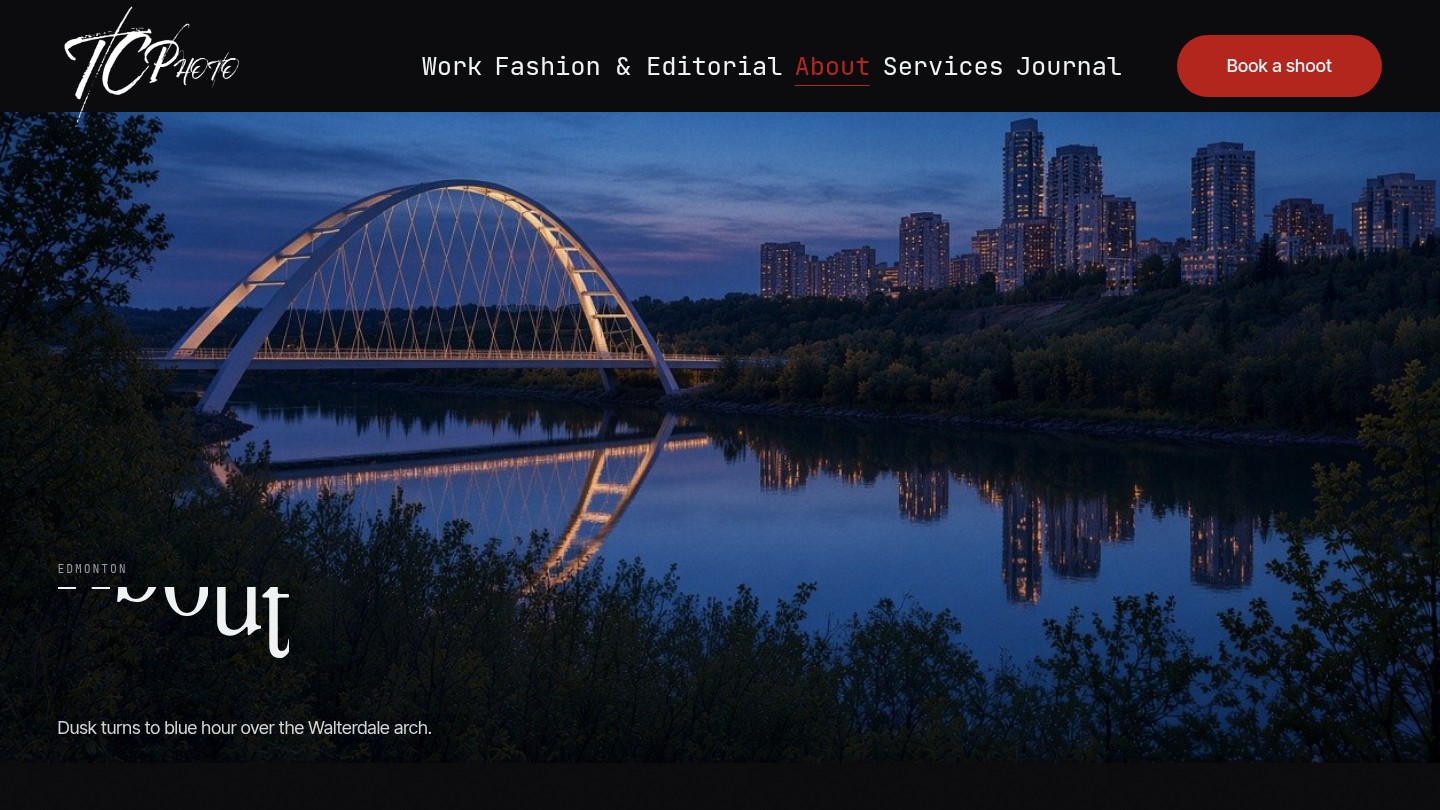 TCPHOTO
Work Fashion & Editorial About Services Journal
Book a shoot
EDMONTON
About
Dusk turns to blue hour over the Walterdale arch.